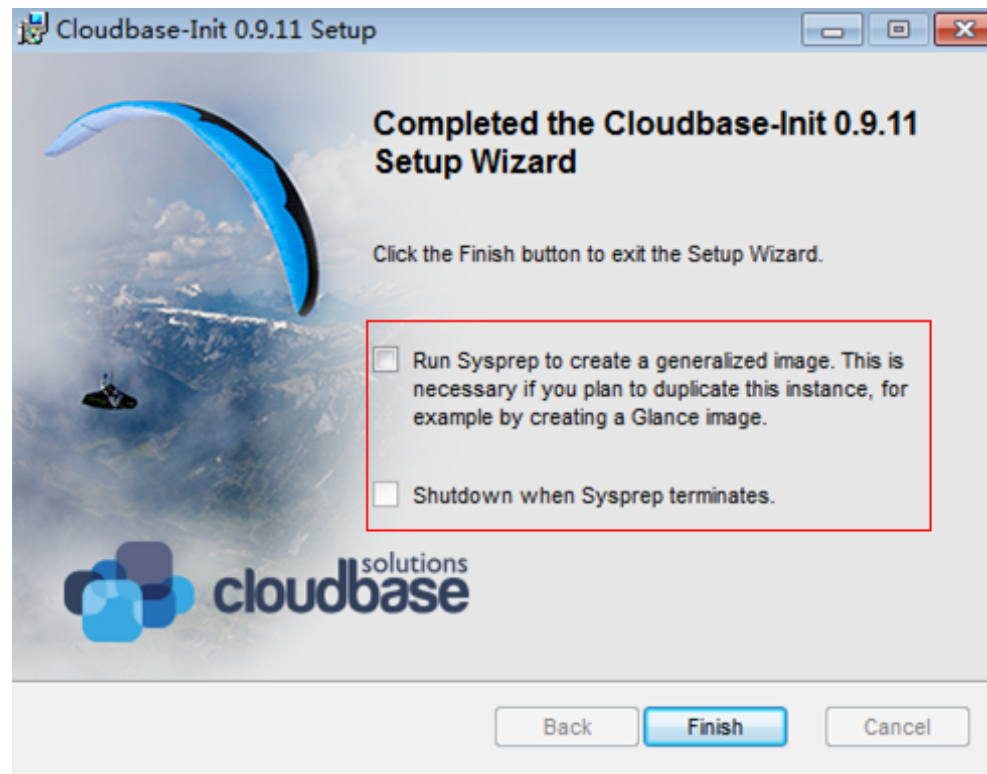 Cloudbase-Init 0.9.11 Setup
Completed the Cloudbase-Init 0.9.11
Setup Wizard
Click the Finish button to exit the Setup Wizard.
Run Sysprep to create a generalized image. This is
necessary if you plan to duplicate this instance, for
example by creating a Glance image.
Shutdown when Sysprep terminates.
solutions
cloudbase
Back Finish Cancel